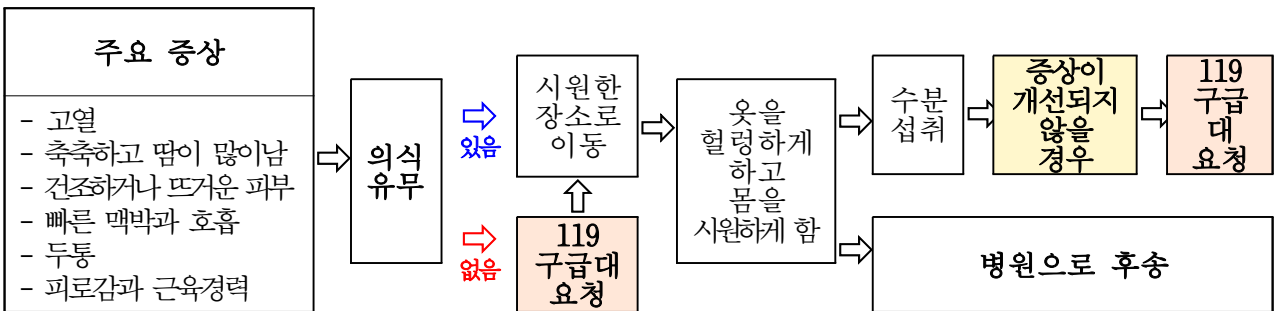 주요 증상
- 고열
- 축축하고 땀이 많이남
- 건조하거나 뜨거운 피부
- 빠른 맥박과 호흡
- 두통
- 피로감과 근육경력
의식
유무
있음
없음
시원한
장소로
이동
119
구급대
요청
옷을
헐렁하게
하고
몸을
시원하게 함
수분
섭취
증상이
개선되지
않을
경우
119
구급
대
요청
병원으로 후송